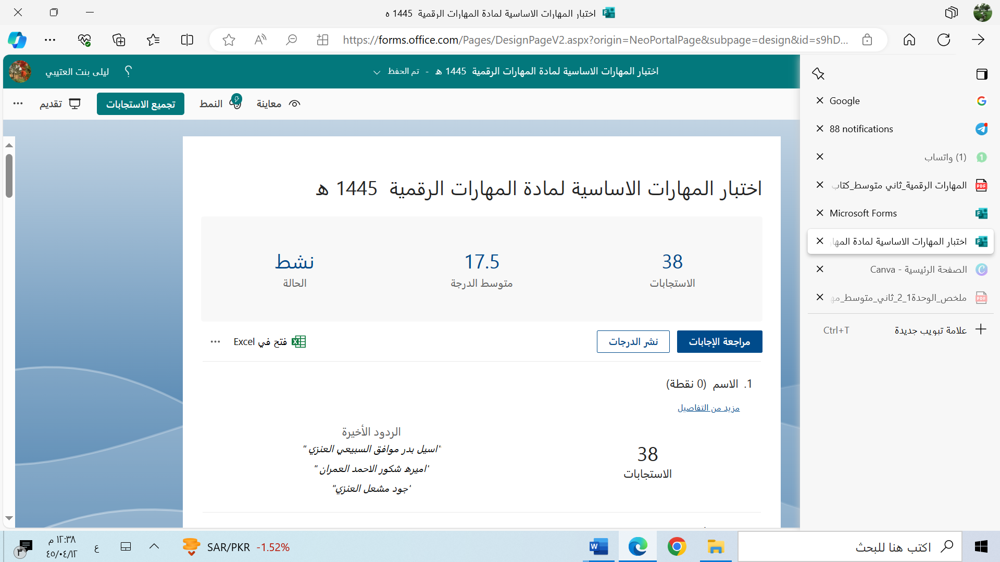 اختبار المهارات الاساسية لمادة المهارات الرقمية 1445 ه
https://forms.office.com/Pages/DesignPageV2.aspx?origin=NeoPortalPage&subpage=design&id=s9hD...
اختبار المهارات الاساسية لمادة المهارات الرقمية 1445 ه - تم الحفظ
؟ ليلى بنت العتيبي
معاينة
النمط
تجميع الاستجابات
تقديم
Google
88 notifications
(1) واتساب
المهارات الرقمية_ثاني متوسط_كتاب
Microsoft Forms
اختبار المهارات الاساسية لمادة المها
الصفحة الرئيسية - Canva
ملخص_الوحدة1_2_ثاني_متوسط_مه
علامة تبويب جديدة Ctrl+T
اختبار المهارات الاساسية لمادة المهارات الرقمية 1445 ه
38
الاستجابات
17.5
متوسط الدرجة
نشط
الحالة
مراجعة الإجابات
نشر الدرجات
فتح في Excel
1. الاسم (0 نقطة)
مزيد من التفاصيل
38
الاستجابات
الردود الأخيرة
"اسيل بدر موافق السبيعي العنزي "
"اميره شكور الاحمد العمران "
"جود مشعل العنزي"
اكتب هنا للبحث
SAR/PKR -1.52%
ع
١٢:٣٨ م
٤٥/٠٤/١٢
٣